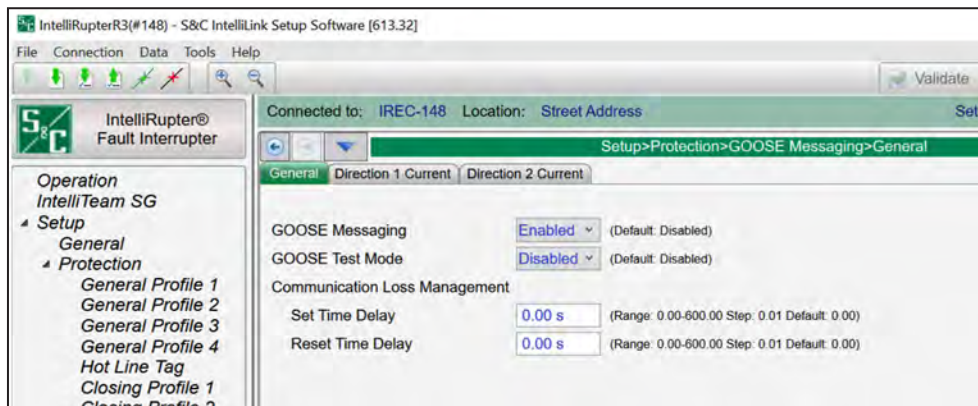 IntelliRupterR3(#148) - S&C IntelliLink Setup Software [613.32]
File Connection Data Tools Help
Validate
S&C
IntelliRupter®
Fault Interrupter
Connected to: IREC-148 Location: Street Address Set
Setup>Protection>GOOSE Messaging>General
General Direction 1 Current Direction 2 Current
Operation
IntelliTeam SG
Setup
General
Protection
General Profile 1
General Profile 2
General Profile 3
General Profile 4
Hot Line Tag
Closing Profile 1
GOOSE Messaging Enabled (Default: Disabled)
GOOSE Test Mode Disabled (Default: Disabled)
Communication Loss Management
Set Time Delay 0.00 s (Range: 0.00-600.00 Step: 0.01 Default: 0.00)
Reset Time Delay 0.00 s (Range: 0.00-600.00 Step: 0.01 Default: 0.00)